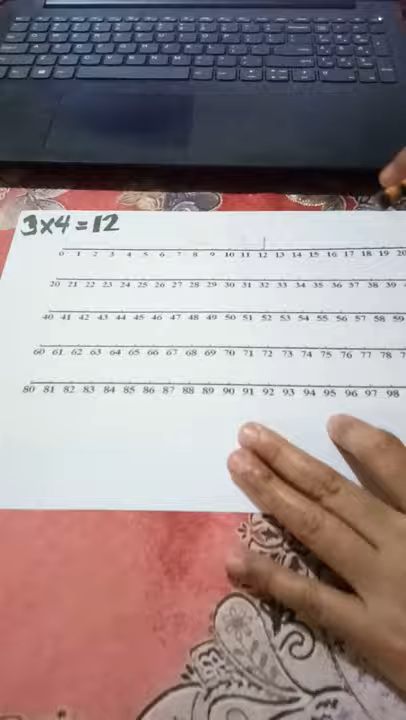 3x4=12
0 1 2 3 4 5 6 7 8 9 10 11 12 13 14 15 16 17 18 19 20
20 21 22 23 24 25 26 27 28 29 30 31 32 33 34 35 36 37 38 39
40 41 42 43 44 45 46 47 48 49 50 51 52 53 54 55 56 57 58 59
60 61 62 63 64 65 66 67 68 69 70 71 72 73 74 75 76 77 78
80 81 82 83 84 85 86 87 88 89 90 91 92 93 94 95 96 97 98